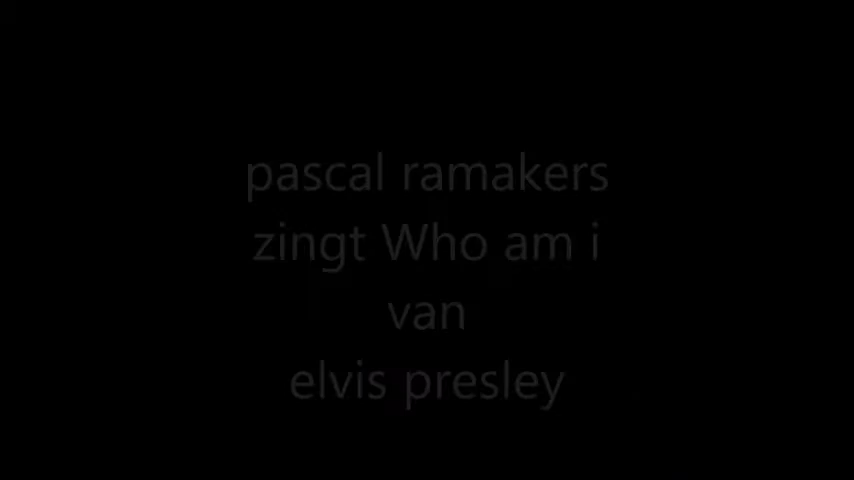 pascal ramakers
zingt Who am i
van
elvis presley